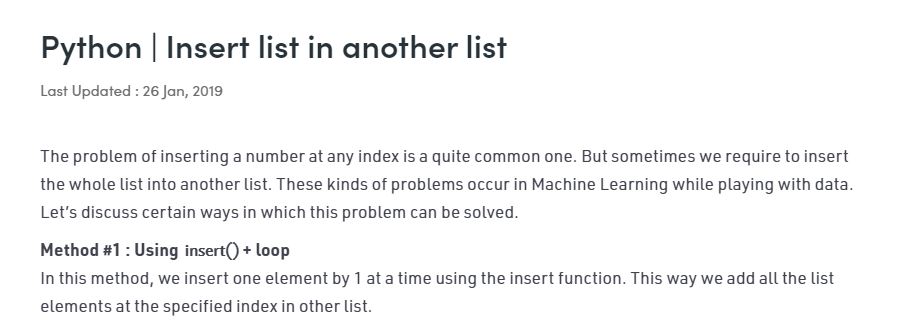 Python | Insert list in another list
Last Updated : 26 Jan, 2019
The problem of inserting a number at any index is a quite common one. But sometimes we require to insert
the whole list into another list. These kinds of problems occur in Machine Learning while playing with data.
Let’s discuss certain ways in which this problem can be solved.
Method #1 : Using insert() + loop
In this method, we insert one element by 1 at a time using the insert function. This way we add all the list
elements at the specified index in other list.